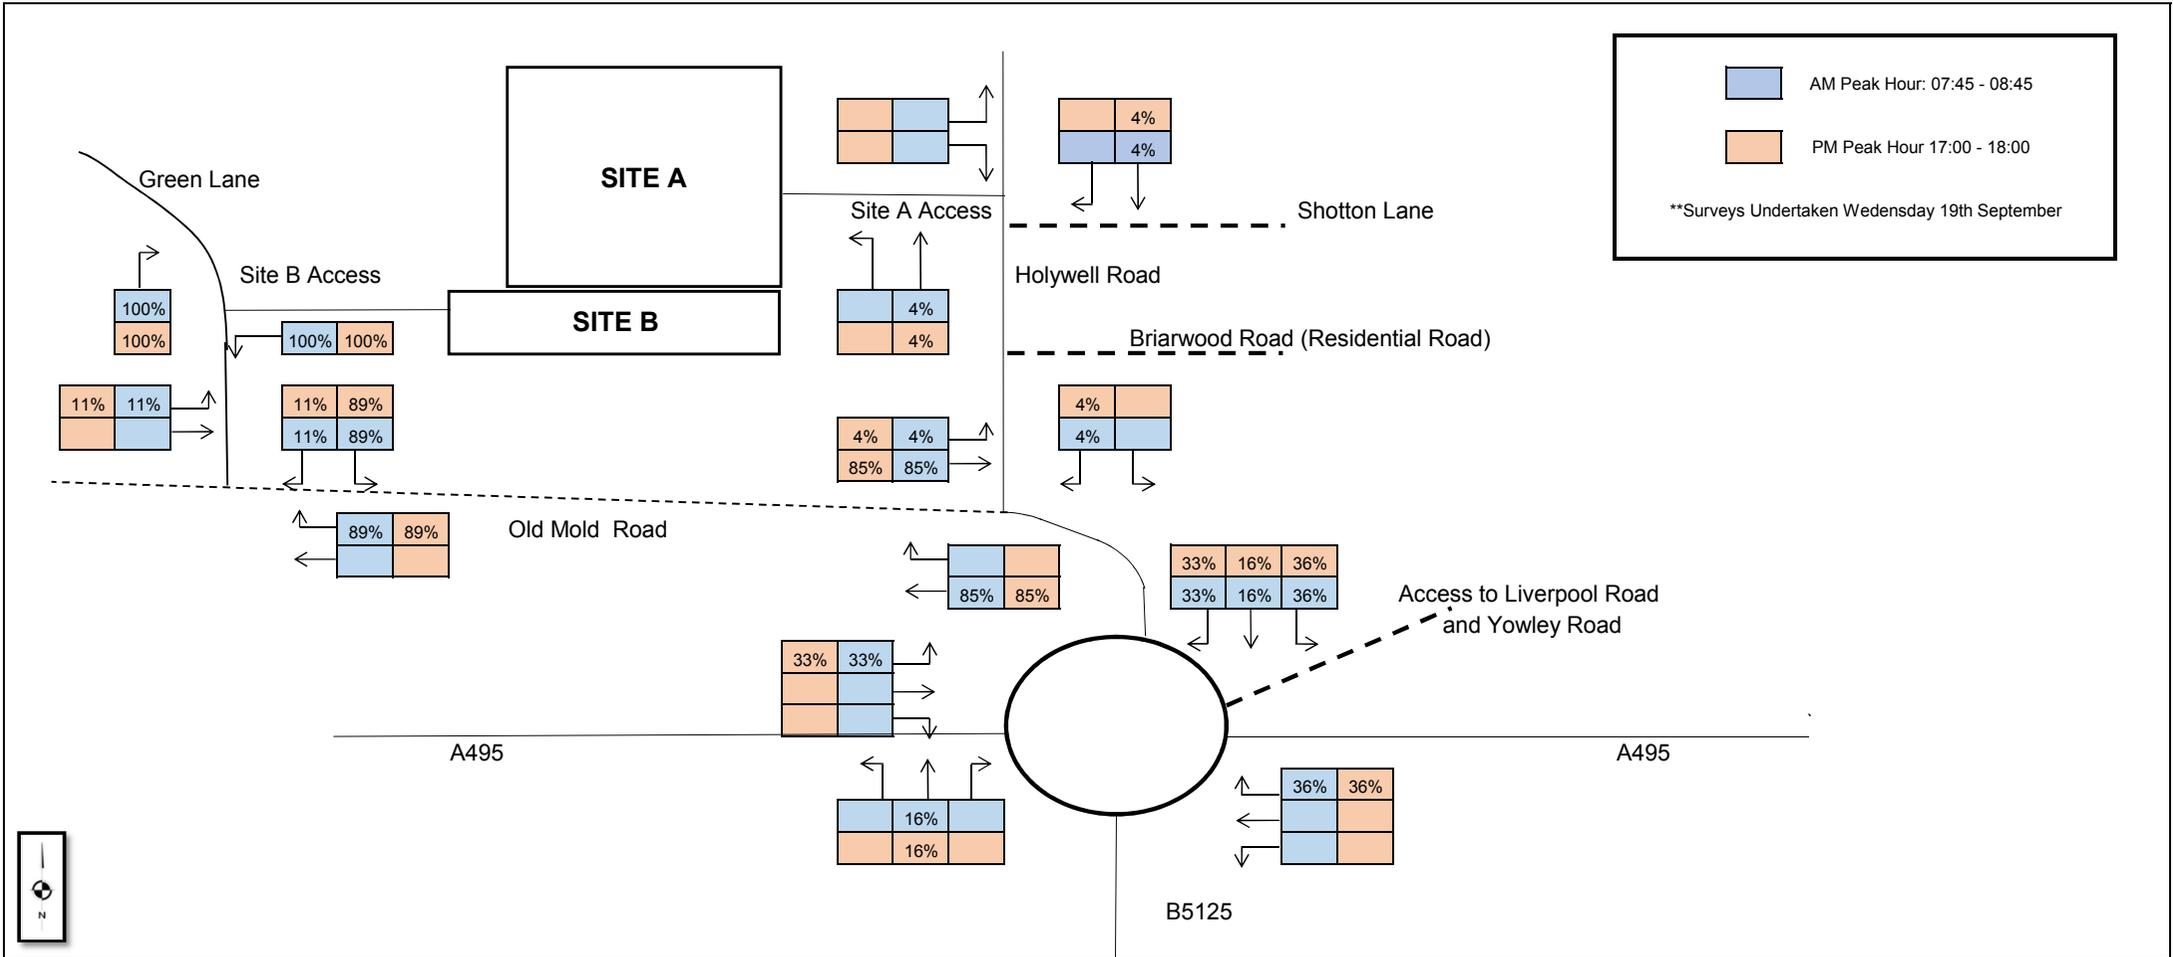 AM Peak Hour: 07:45 - 08:45
PM Peak Hour 17:00 - 18:00
**Surveys Undertaken Wedensday 19th September
4%
4%
SITE A
Green Lane
Site A Access
Shotton Lane
Site B Access
Holywell Road
100%
100%
100% 100%
SITE B
4%
4%
Briarwood Road (Residential Road)
11% 11%
11% 89%
11% 89%
4% 4%
85% 85%
4%
4%
89% 89%
Old Mold Road
85% 85%
33% 16% 36%
33% 16% 36%
Access to Liverpool Road
and Yowley Road
33% 33%
A495
A495
16%
16%
36% 36%
B5125
N